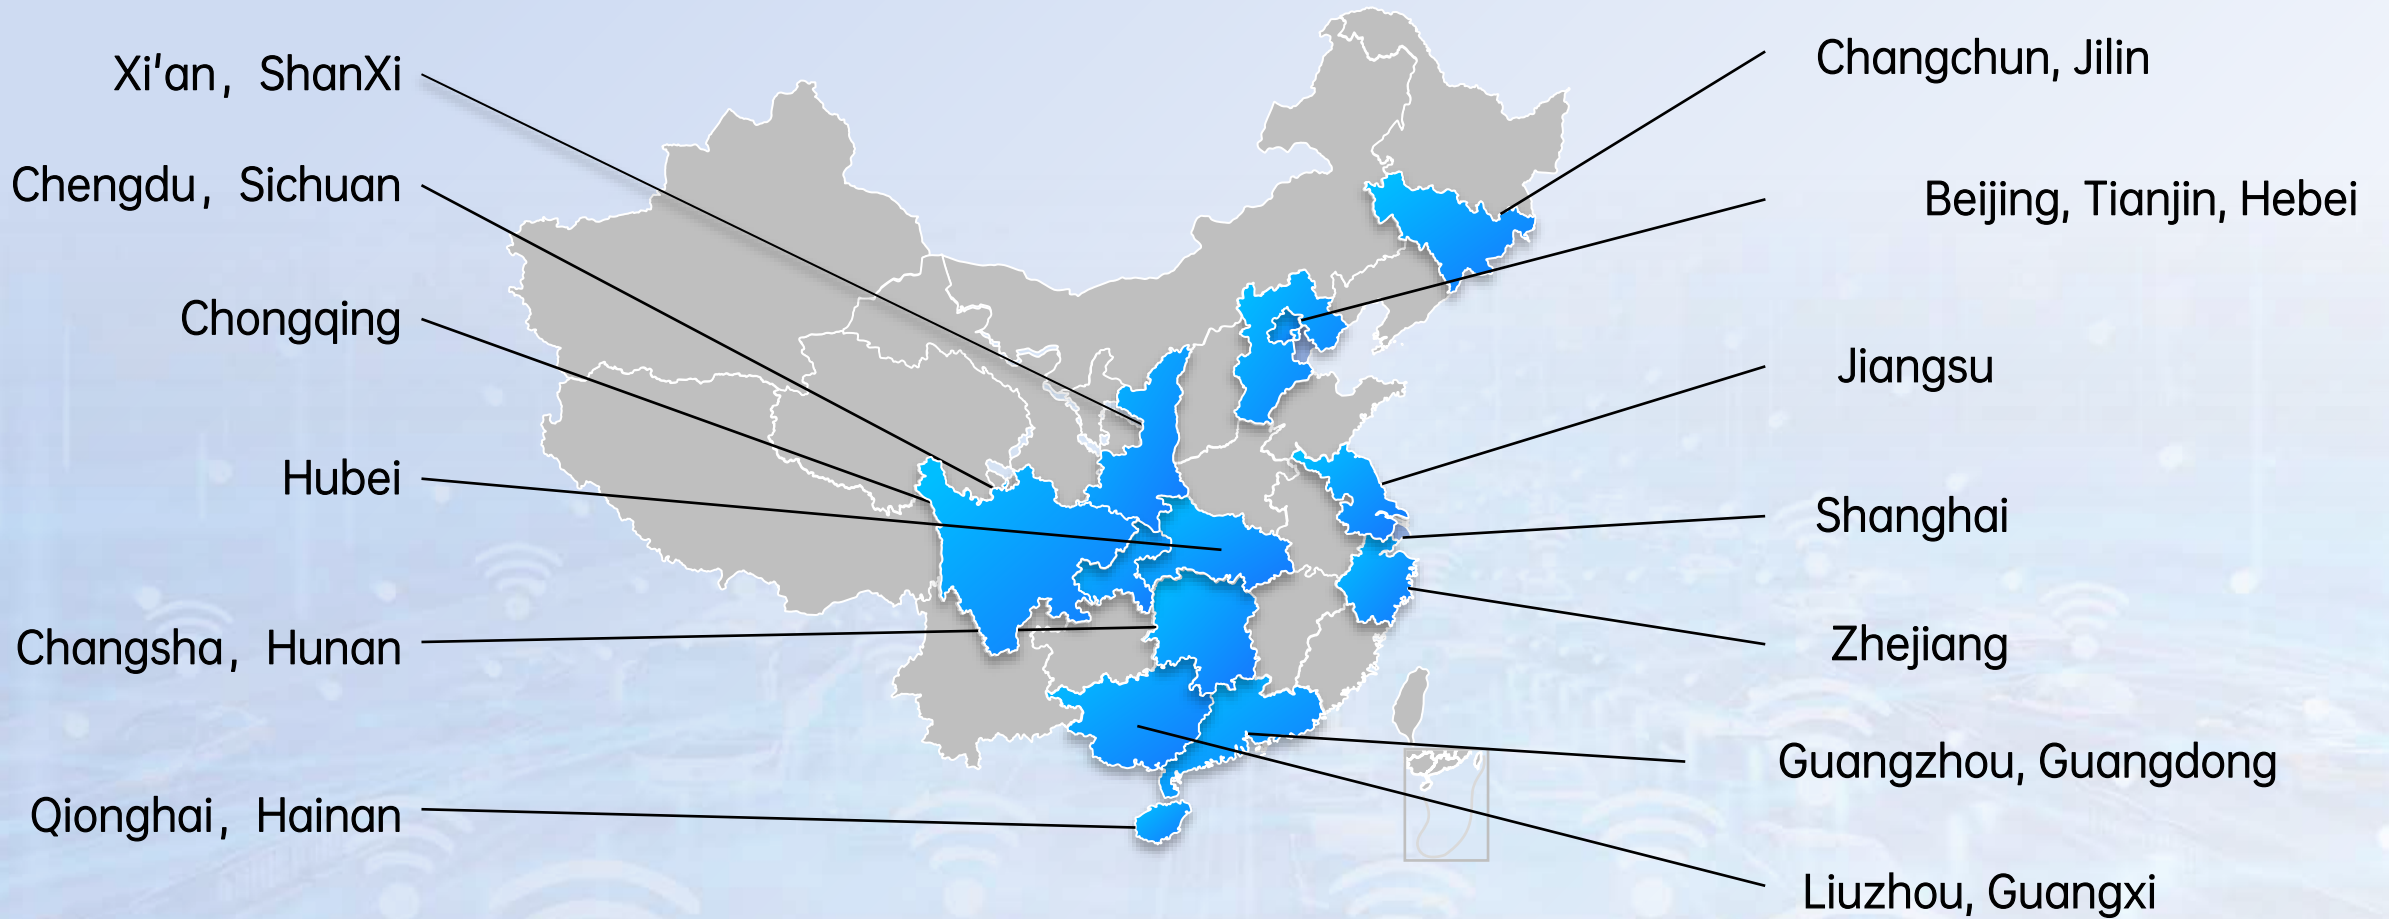 Xi'an, ShanXi
Chengdu, Sichuan
Chongqing
Hubei
Changsha, Hunan
Qionghai, Hainan
Changchun, Jilin
Beijing, Tianjin, Hebei
Jiangsu
Shanghai
Zhejiang
Guangzhou, Guangdong
Liuzhou, Guangxi